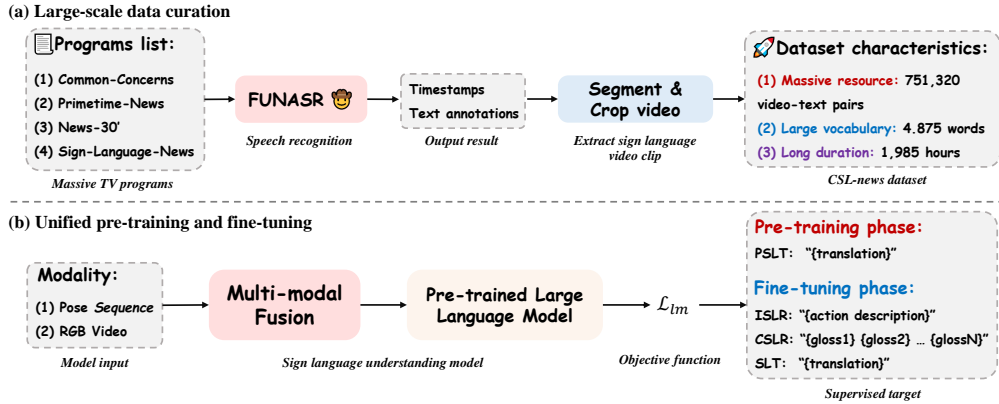 (a) Large-scale data curation
Programs list:
(1) Common-Concerns
(2) Primetime-News
(3) News-30'
(4) Sign-Language-News
Massive TV programs
FUNASR
Speech recognition
Timestamps
Text annotations
Output result
Segment &
Crop video
Extract sign language
video clip
Dataset characteristics:
(1) Massive resource: 751,320
video-text pairs
(2) Large vocabulary: 4.875 words
(3) Long duration: 1,985 hours
CSL-news dataset
(b) Unified pre-training and fine-tuning
Modality:
(1) Pose Sequence
(2) RGB Video
Model input
Multi-modal
Fusion
Pre-trained Large
Language Model
Sign language understanding model
ℒlm
Objective function
Pre-training phase:
PSLT: “{translation}”
Fine-tuning phase:
ISLR: “{action description}”
CSLR: “{gloss1} {gloss2} … {glossN}”
SLT: “{translation}”
Supervised target